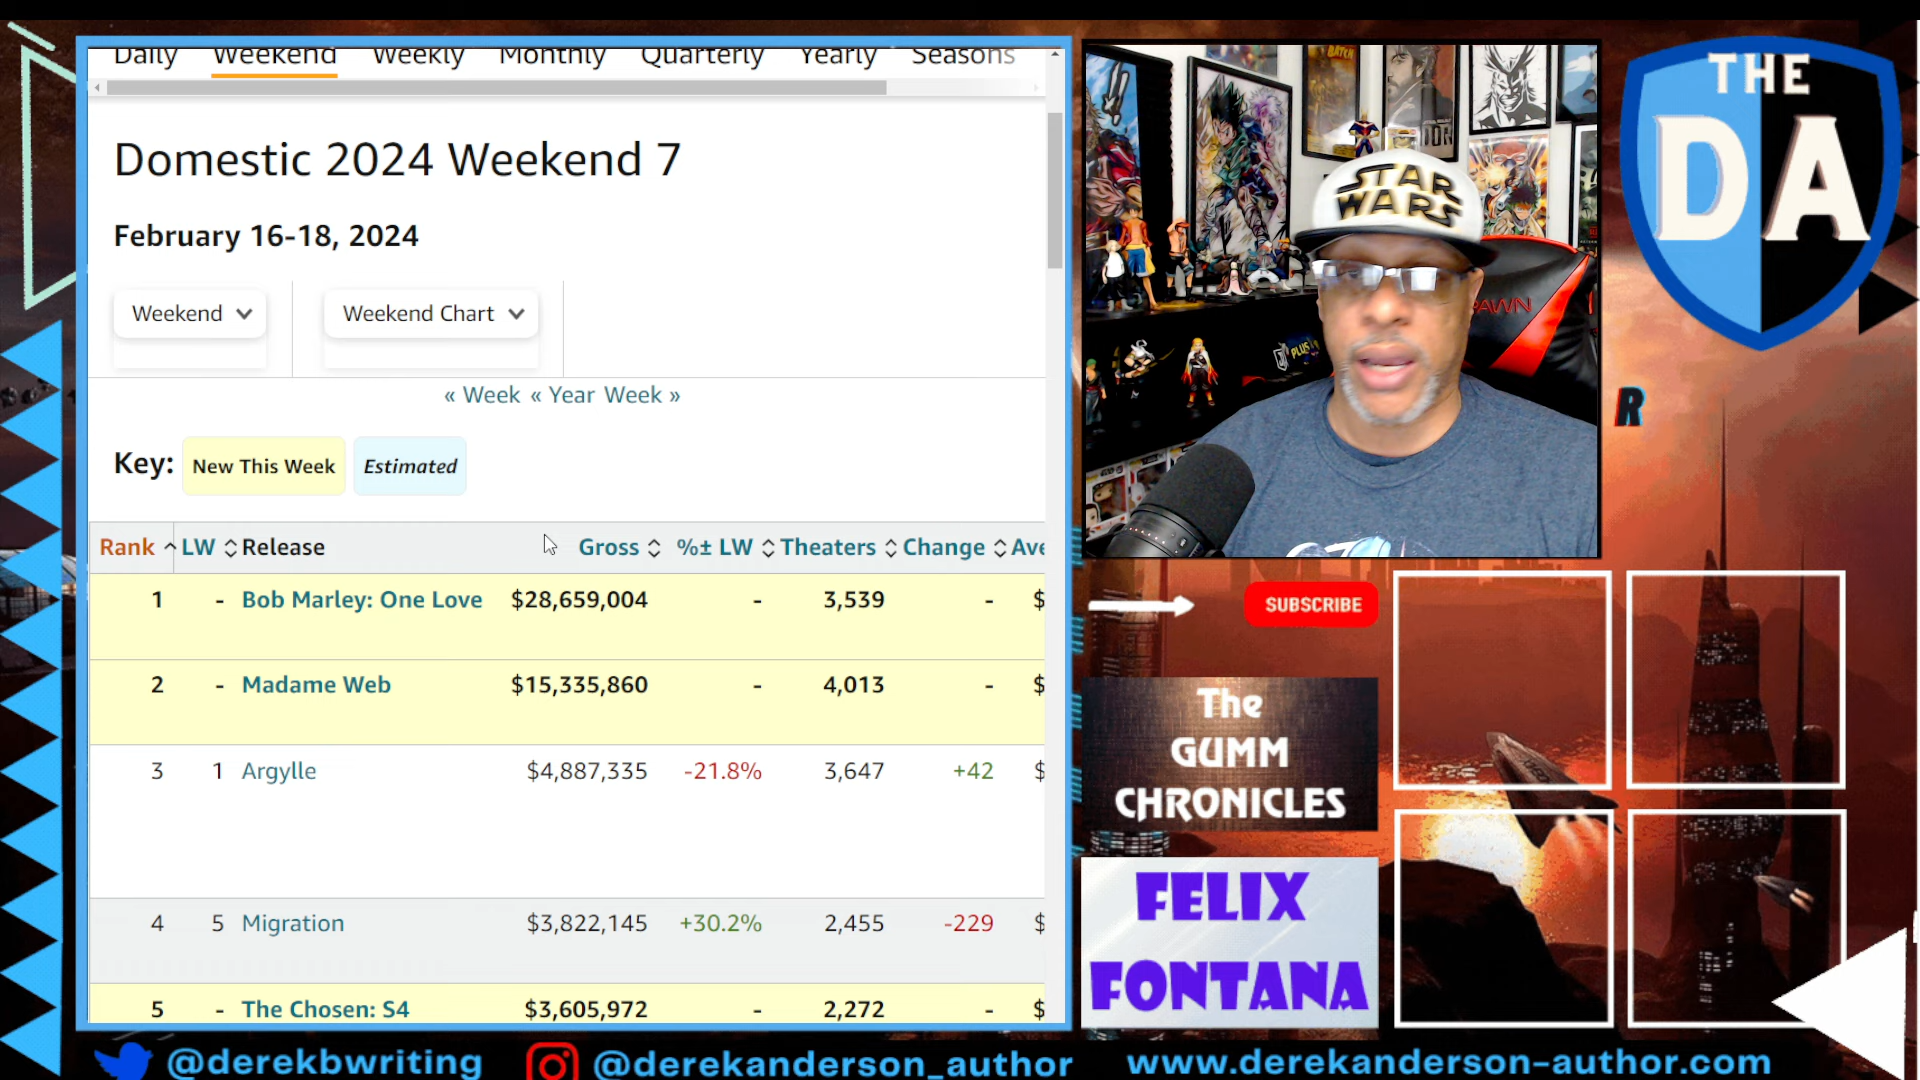 Daily Weekend Weekly Monthly Quarterly Yearly Seasons
Domestic 2024 Weekend 7
February 16-18, 2024
Weekend
Weekend Chart
« Week « Year Week »
Key: New This Week Estimated
Rank LW Release Gross %± LW Theaters Change Ave
1 - Bob Marley: One Love $28,659,004 - 3,539 - $
2 - Madame Web $15,335,860 - 4,013 - $
3 1 Argylle $4,887,335 -21.8% 3,647 +42 $
4 5 Migration $3,822,145 +30.2% 2,455 -229 $
5 - The Chosen: S4 $3,605,972 - 2,272 - $
STAR
WARS
THE
DA
R
SUBSCRIBE
The
GUMM
CHRONICLES
FELIX
FONTANA
@derekbwriting
@derekanderson_author
www.derekanderson-author.com